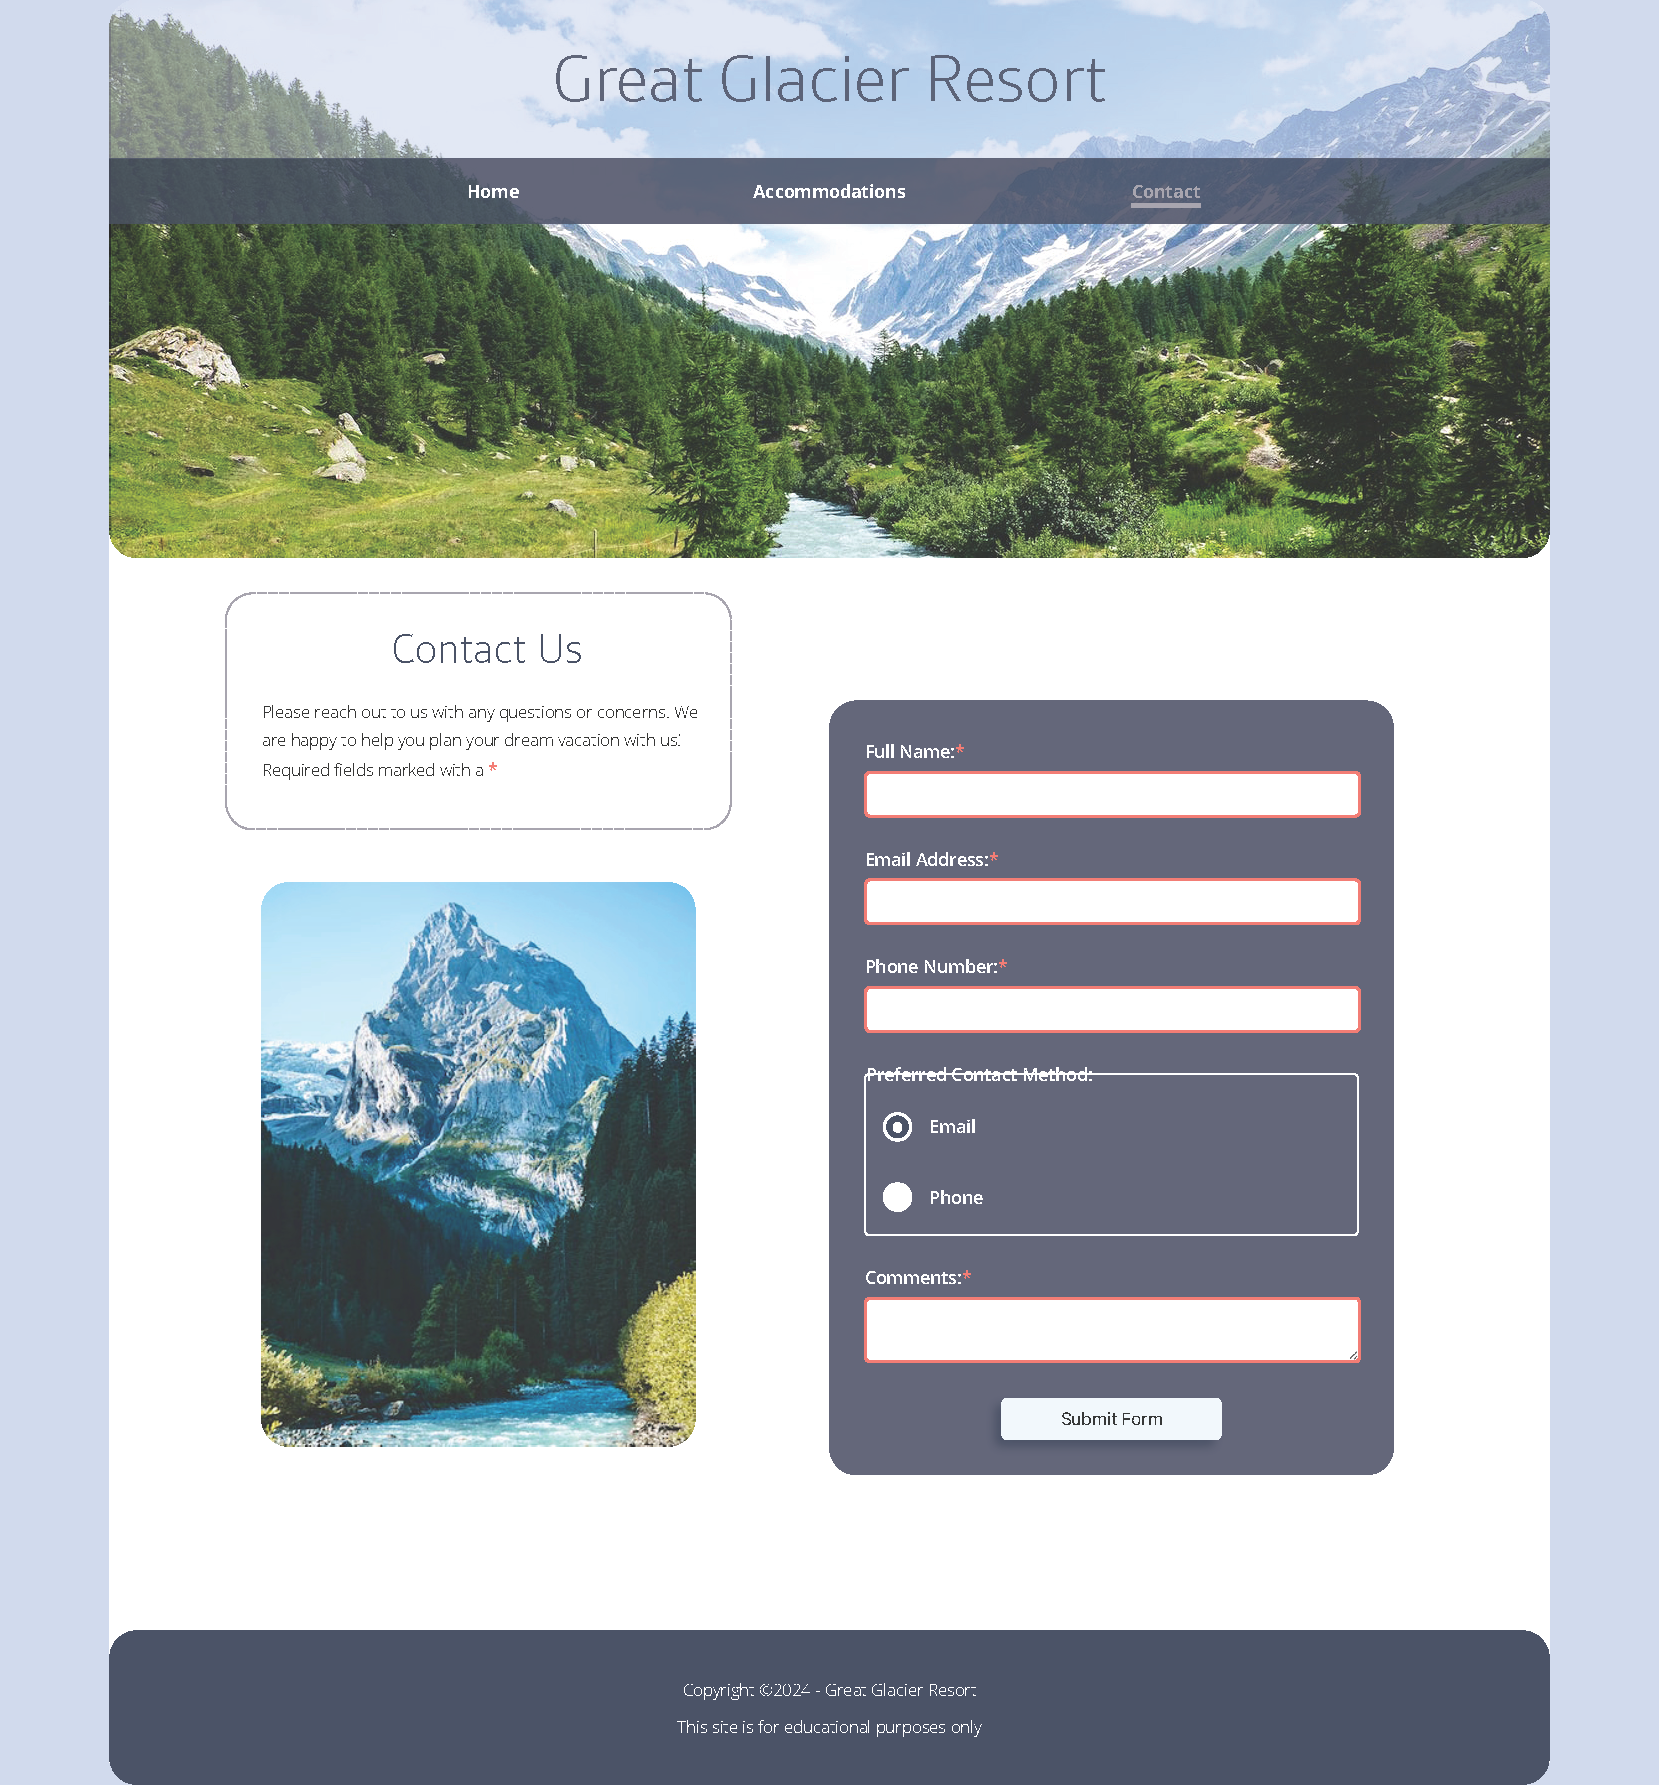 Great Glacier Resort
Home
Accommodations
Contact
Contact Us
Please reach out to us with any questions or concerns. We
are happy to help you plan your dream vacation with us!
Required fields marked with a *
Full Name:*
Email Address:*
Phone Number:*
Preferred Contact Method:
Email
Phone
Comments:*
Submit Form
Copyright ©2024 - Great Glacier Resort
This site is for educational purposes only